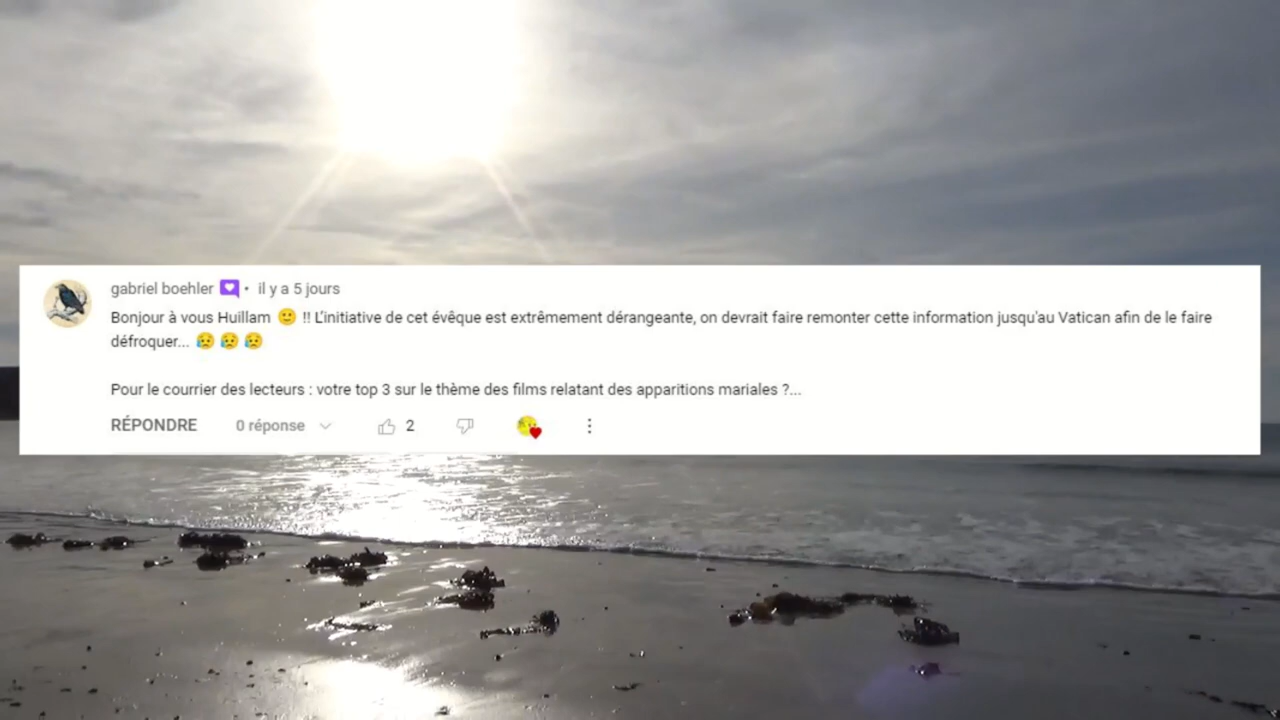 gabriel boehler • il y a 5 jours
Bonjour à vous Huillam 🙂 !! L'initiative de cet évêque est extrêmement dérangeante, on devrait faire remonter cette information jusqu'au Vatican afin de le faire
défroquer... 😥 😥 😥
Pour le courrier des lecteurs : votre top 3 sur le thème des films relatant des apparitions mariales ?...
RÉPONDRE 0 réponse 2